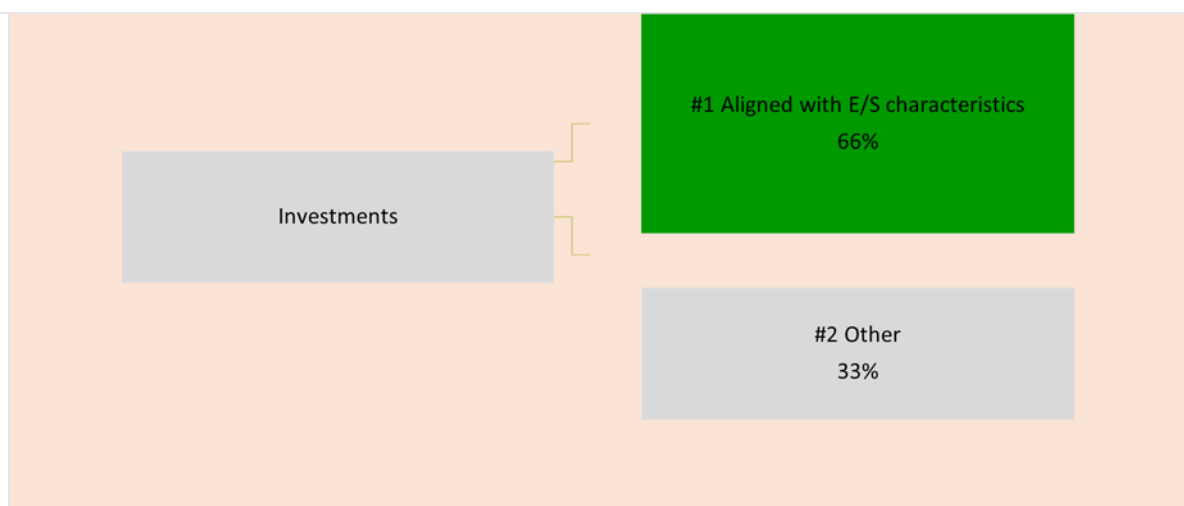 #1 Aligned with E/S characteristics
66%
Investments
#2 Other
33%